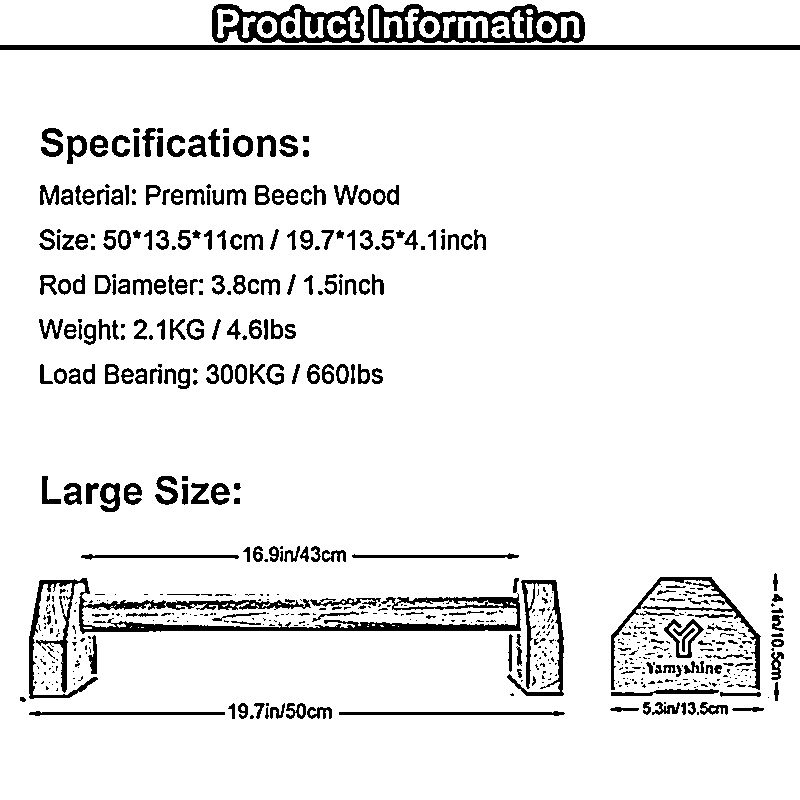 Product Information
Specifications:
Material: Premium Beech Wood
Size: 50*13.5*11cm / 19.7*13.5*4.1inch
Rod Diameter: 3.8cm / 1.5inch
Weight: 2.1KG / 4.6lbs
Load Bearing: 300KG / 660lbs
Large Size:
16.9in/43cm
4.1in/10.5cm
Yamyshine
19.7in/50cm
5.3in/13.5cm